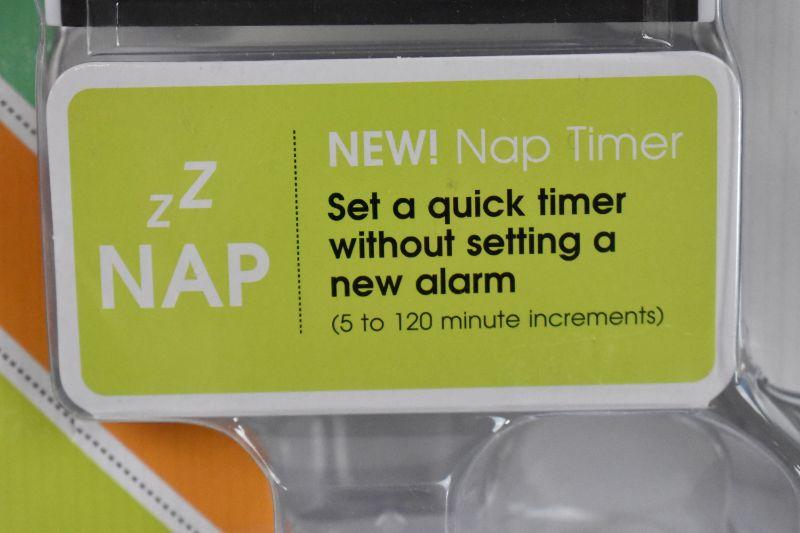 zZ
NAP
NEW! Nap Timer
Set a quick timer
without setting a
new alarm
(5 to 120 minute increments)